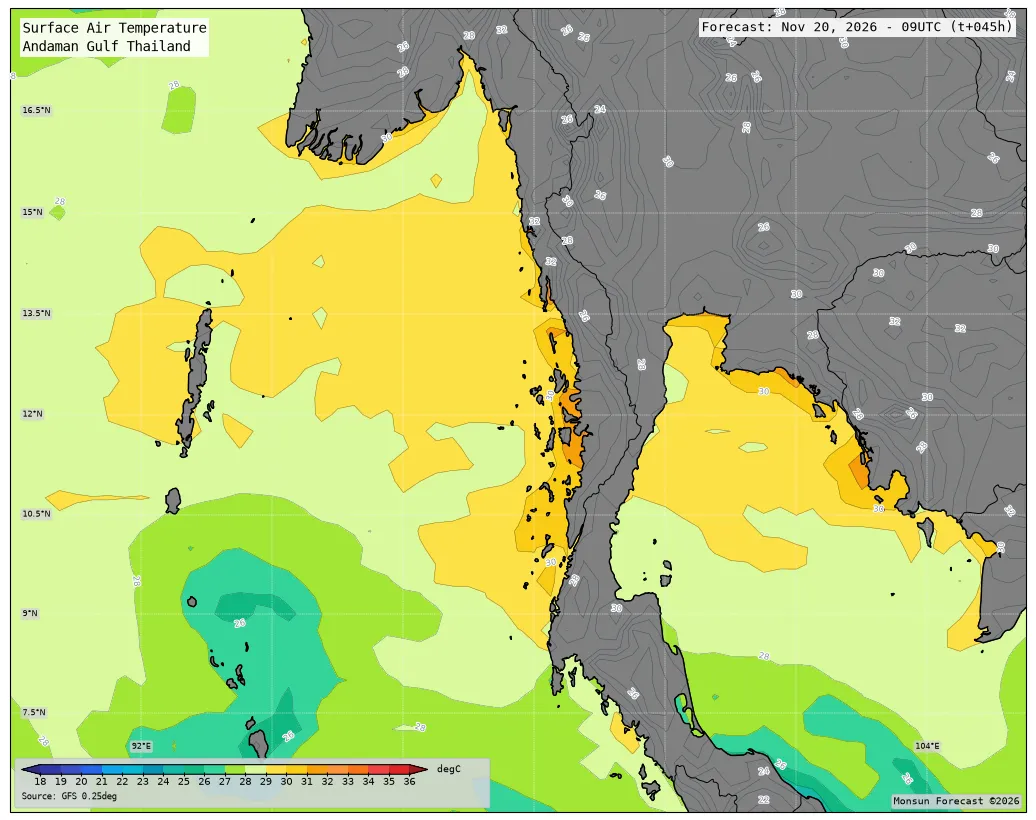 Surface Air Temperature
Andaman Gulf Thailand
Forecast: Nov 20, 2026 - 09UTC (t+045h)
16.5°N
15°N
13.5°N
12°N
10.5°N
9°N
7.5°N
92°E
104°E
18 19 20 21 22 23 24 25 26 27 28 29 30 31 32 33 34 35 36
degC
Source: GFS 0.25deg
Monsun Forecast ©2026